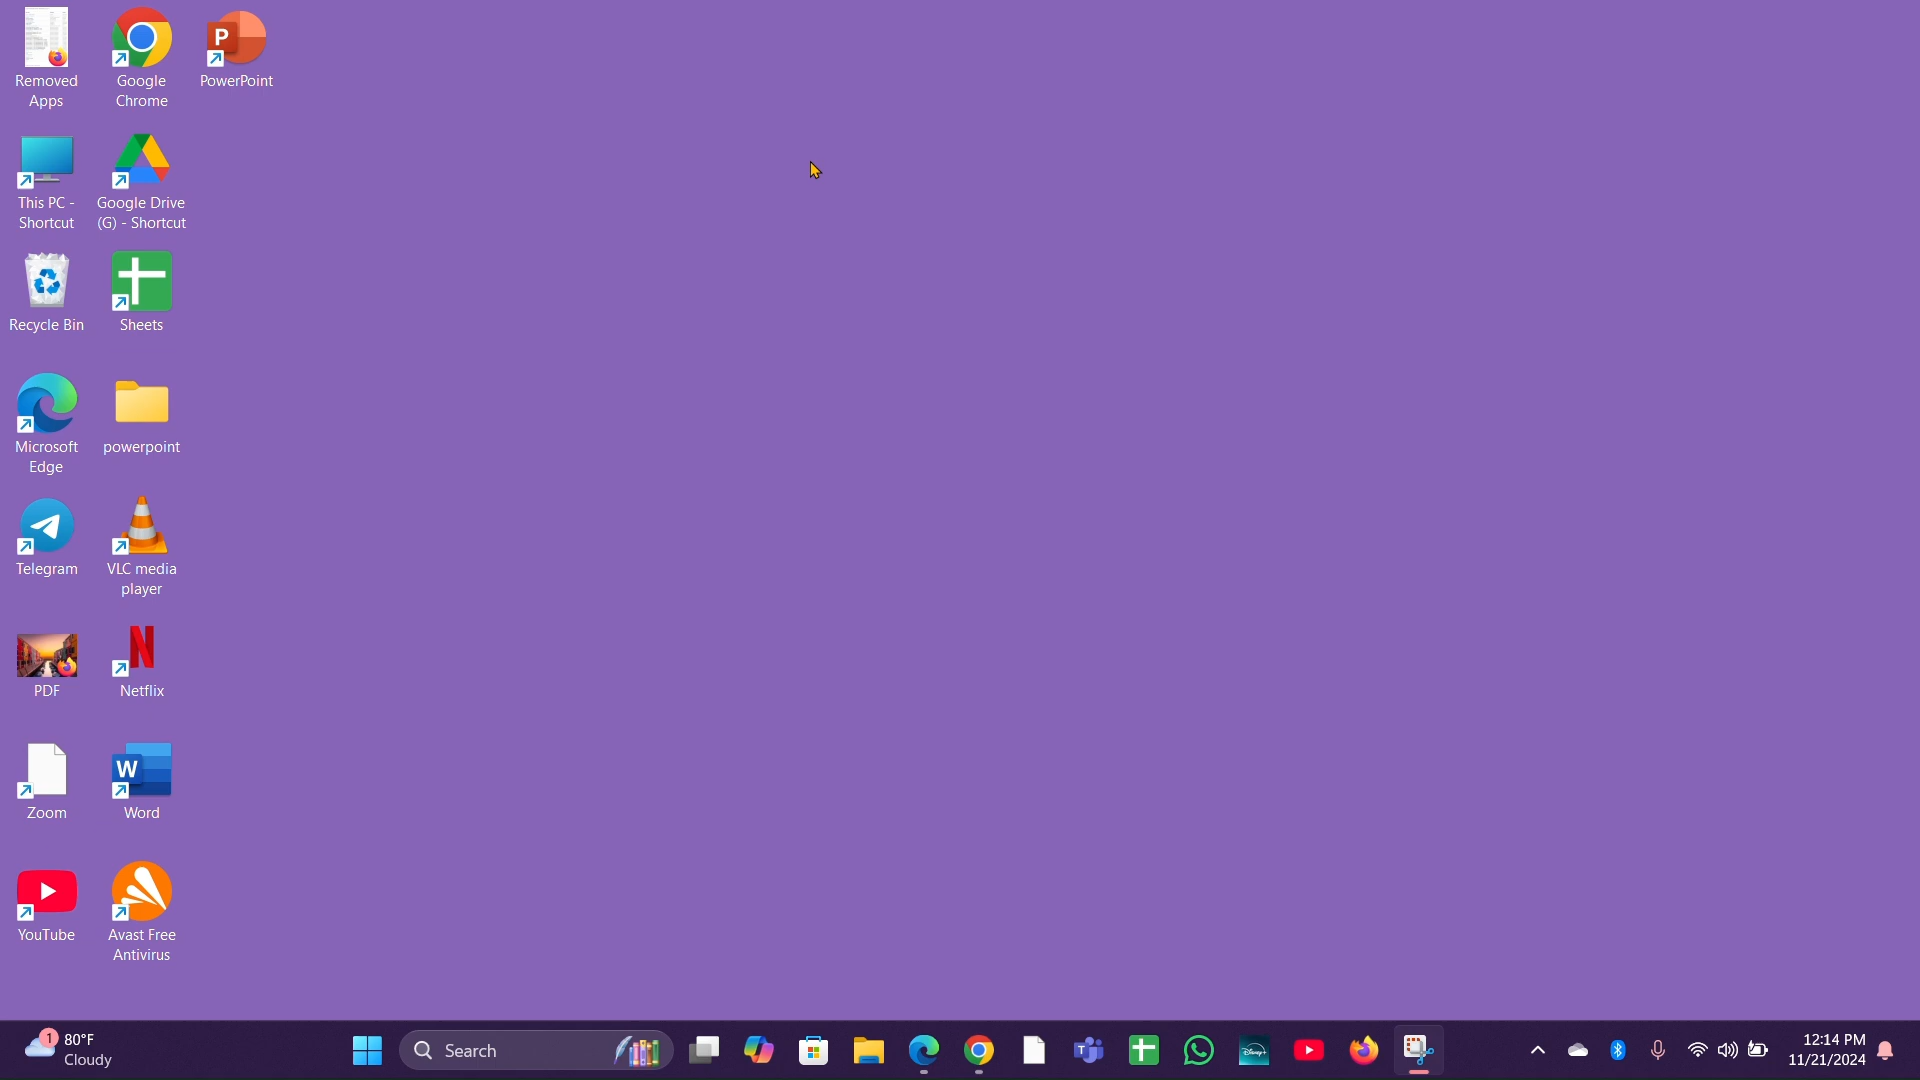 Removed
Apps
Google
Chrome
P
PowerPoint
This PC -
Shortcut
Google Drive
(G) - Shortcut
Recycle Bin
Sheets
Microsoft
Edge
powerpoint
Telegram
VLC media
player
PDF
N
Netflix
Zoom
W
Word
YouTube
Avast Free
Antivirus
1
80°F
Cloudy
Search
T
Disney+
12:14 PM
11/21/2024